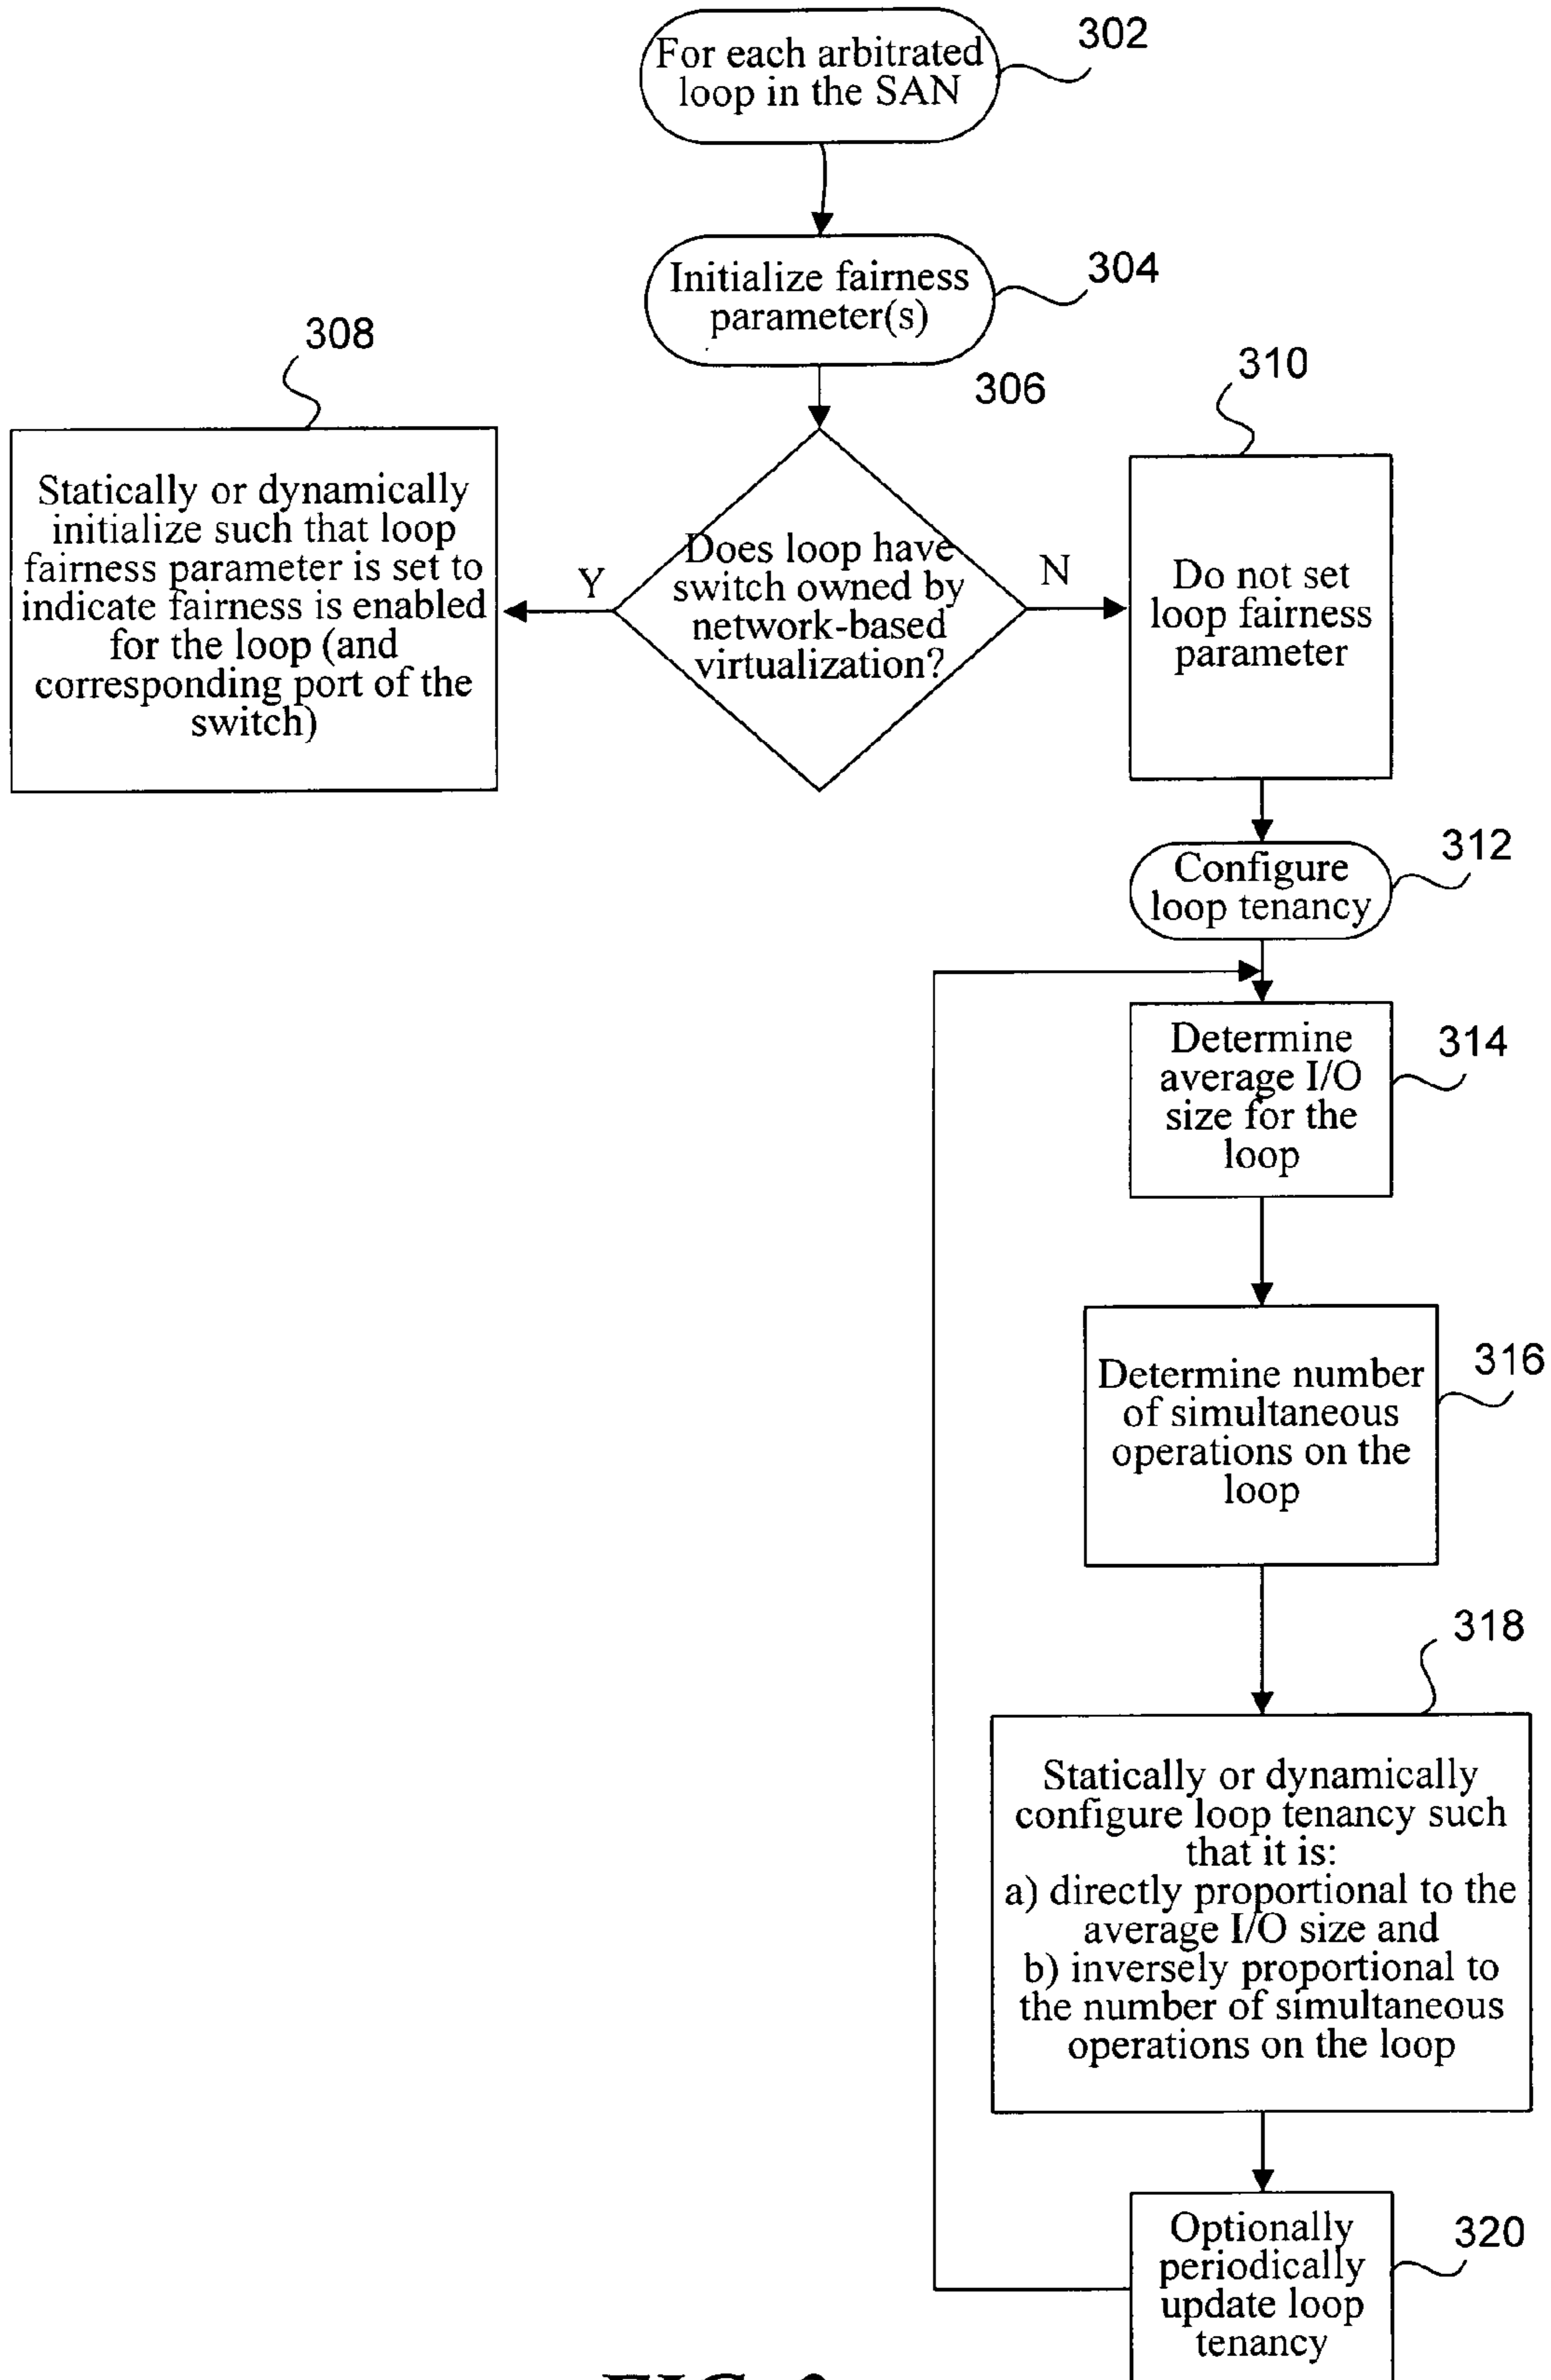 For each arbitrated
loop in the SAN
302
Initialize fairness
parameter(s)
304
306
308
Statically or dynamically
initialize such that loop
fairness parameter is set to
indicate fairness is enabled
for the loop (and
corresponding port of the
switch)
Y
Does loop have
switch owned by
network-based
virtualization?
N
310
Do not set
loop fairness
parameter
Configure
loop tenancy
312
Determine
average I/O
size for the
loop
314
Determine number
of simultaneous
operations on the
loop
316
318
Statically or dynamically
configure loop tenancy such
that it is:
a) directly proportional to the
average I/O size and
b) inversely proportional to
the number of simultaneous
operations on the loop
Optionally
periodically
update loop
tenancy
320